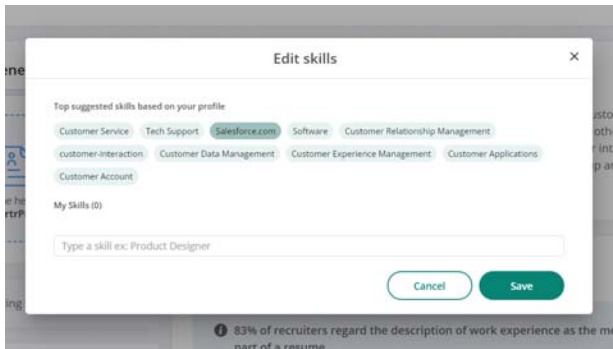 Edit skills
Top suggested skills based on your profile
Customer Service Tech Support Salesforce.com Software Customer Relationship Management
customer-interaction Customer Data Management Customer Experience Management Customer Applications
Customer Account
My Skills (0)
Type a skill ex: Product Designer
Cancel Save
83% of recruiters regard the description of work experience as the
part of a resume